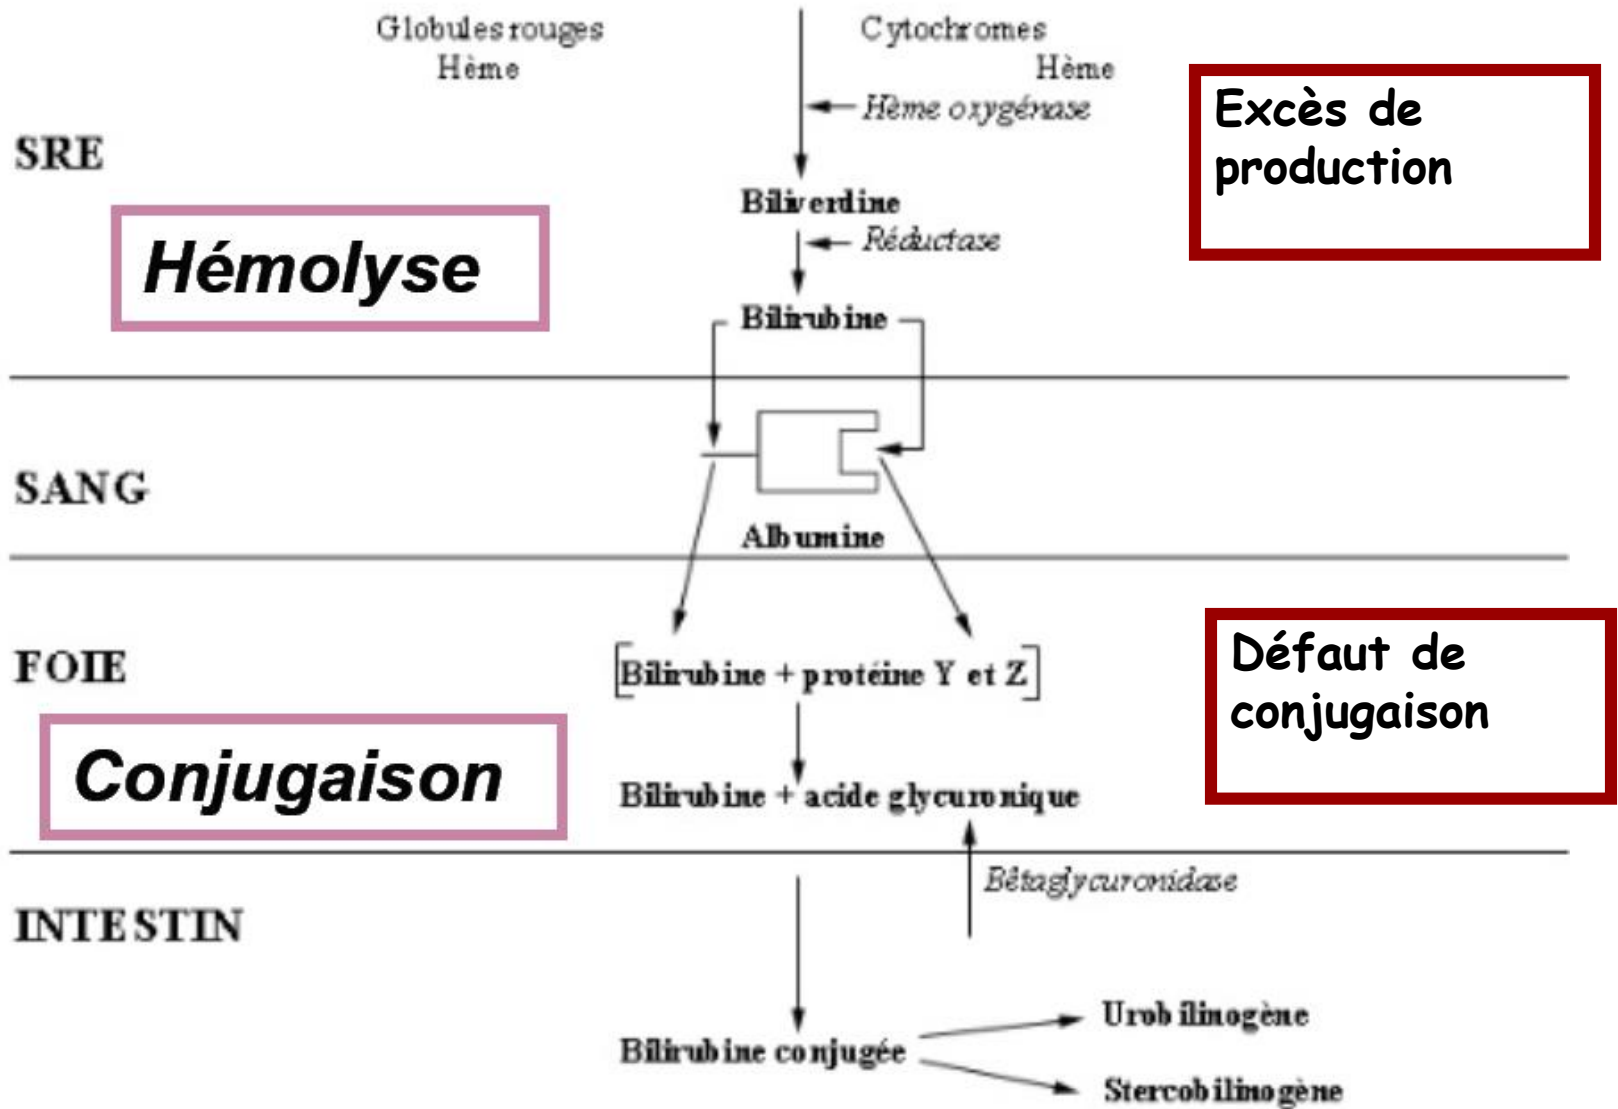 Globules rouges
Hème
Cytochromes
Hème
Hème oxygénase
Excès de
production
SRE
Biliverdine
Réductase
Hémolyse
Bilirubine
SANG
Albumine
FOIE
[Bilirubine + protéine Y et Z]
Défaut de
conjugaison
Conjugaison
Bilirubine + acide glycuronique
Bêtaglycuronidase
INTESTIN
Urobilinogène
Bilirubine conjugée
Stercobilinogène